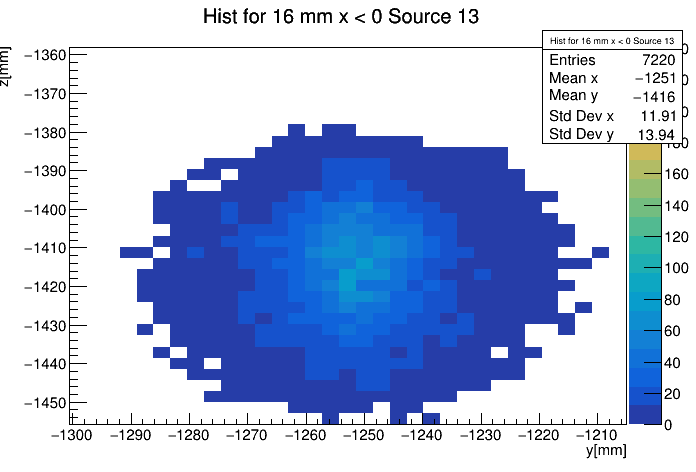 Hist for 16 mm x < 0 Source 13
Hist for 16 mm x < 0 Source 13
Entries 7220
Mean x −1251
Mean y −1416
Std Dev x 11.91
Std Dev y 13.94
z[mm]
−1360
−1370
−1380
−1390
−1400
−1410
−1420
−1430
−1440
−1450
−1300 −1290 −1280 −1270 −1260 −1250 −1240 −1230 −1220 −1210
y[mm]
160
140
120
100
80
60
40
20
0